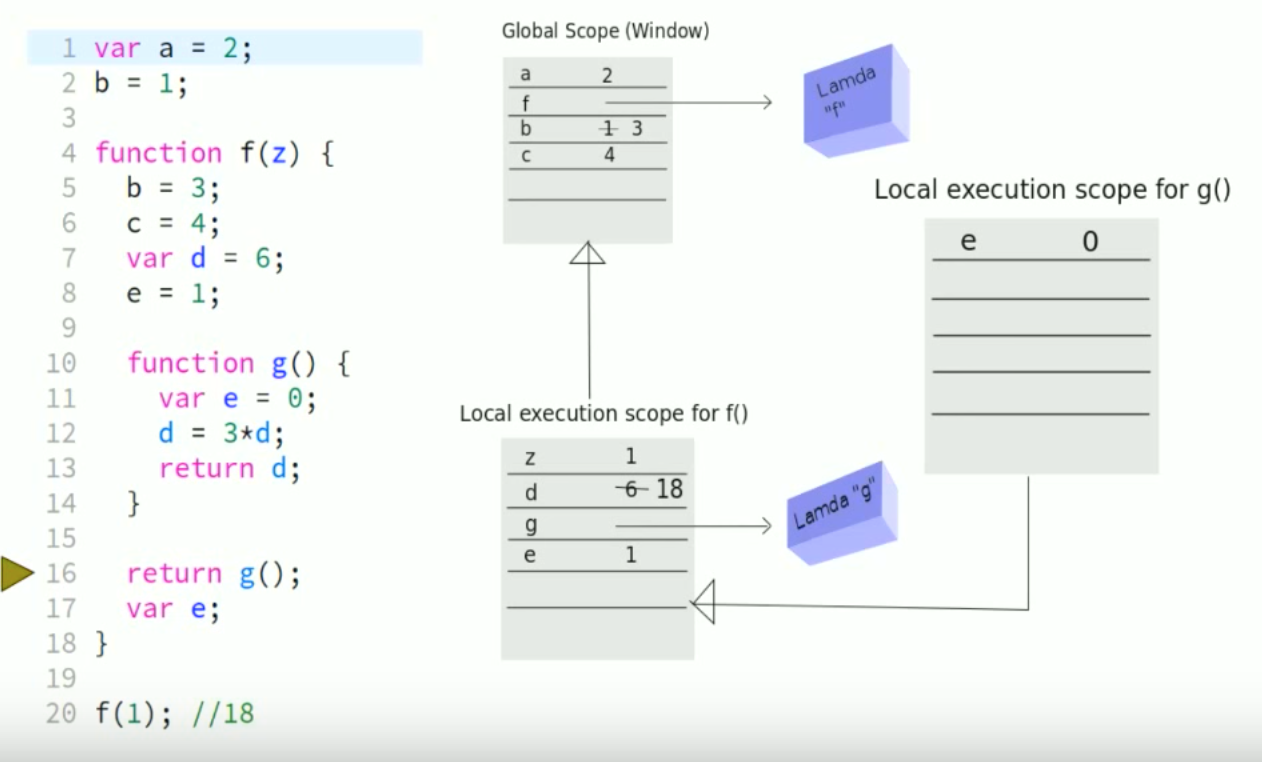 1 var a = 2;
2 b = 1;
3
4 function f(z) {
5 b = 3;
6 c = 4;
7 var d = 6;
8 e = 1;
9
10 function g() {
11 var e = 0;
12 d = 3*d;
13 return d;
14 }
15
16 return g();
17 var e;
18 }
19
20 f(1); //18
Global Scope (Window)
a 2
f
b 1 3
c 4
Lamda
"f"
Local execution scope for g()
e 0
Local execution scope for f()
z 1
d 6 18
g
e 1
Lamda "g"